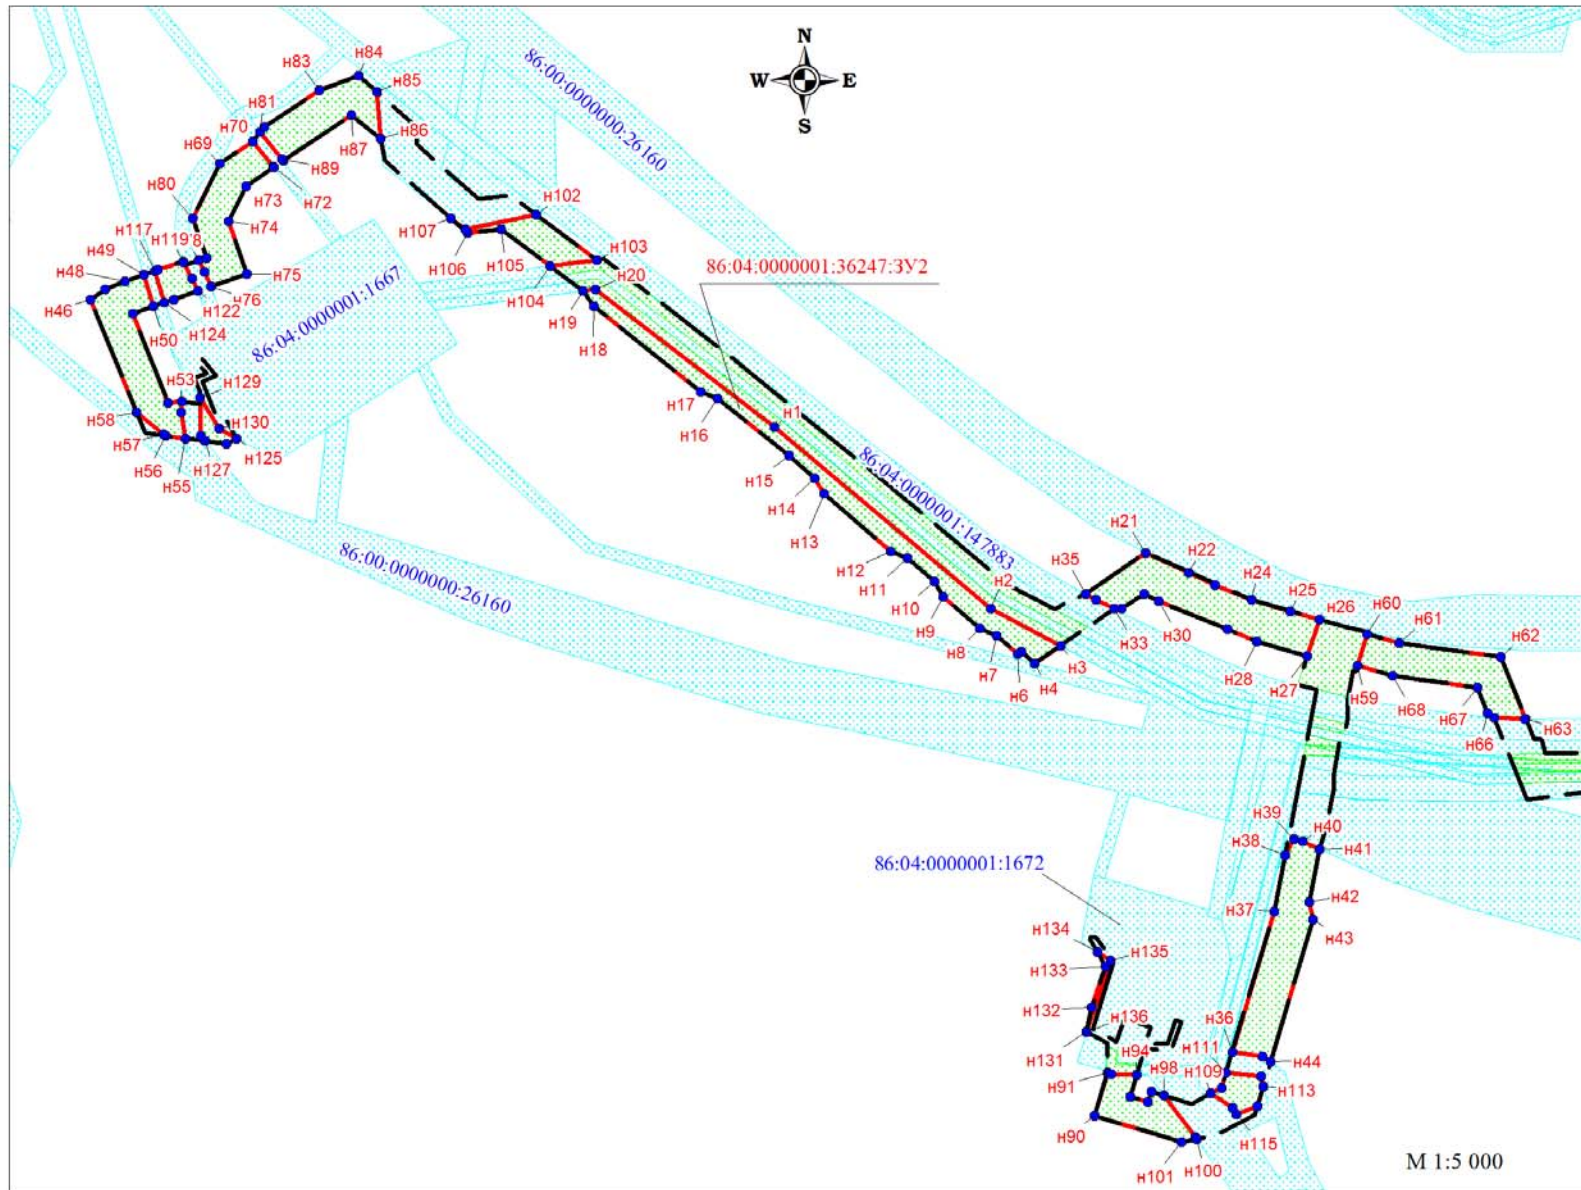 N
W E
S
н84
н83
н85
н81
н70
н86
н69
н87
н89
86:00:0000000:26160
н72
н80
н73
н102
н74
н107
н117
н119'8
н49
н48
н103
н106
н105
86:04:0000001:36247:ЗУ2
н75
н20
н104
н46
н76
н122
н124
н19
н50
н18
86:04:0000001:1667
н53
н129
н17
н58
н16
н1
н130
н57
н125
н56
н127
н55
н15
86:04:0000001:147883
н14
н13
86:00:0000000:26160
н12
н21
н22
н11
н35
н24
н10
н2
н25
н26
н60
н9
н33
н30
н61
н8
н62
н7
н3
н28
н6
н4
н27
н59
н68
н67
н66
н63
н39
н40
н38
н41
86:04:0000001:1672
н42
н37
н43
н134
н135
н133
н132
н136
н36
н131
н111
н94
н44
н98
н109
н91
н113
н90
н115
н100
н101
М 1:5 000